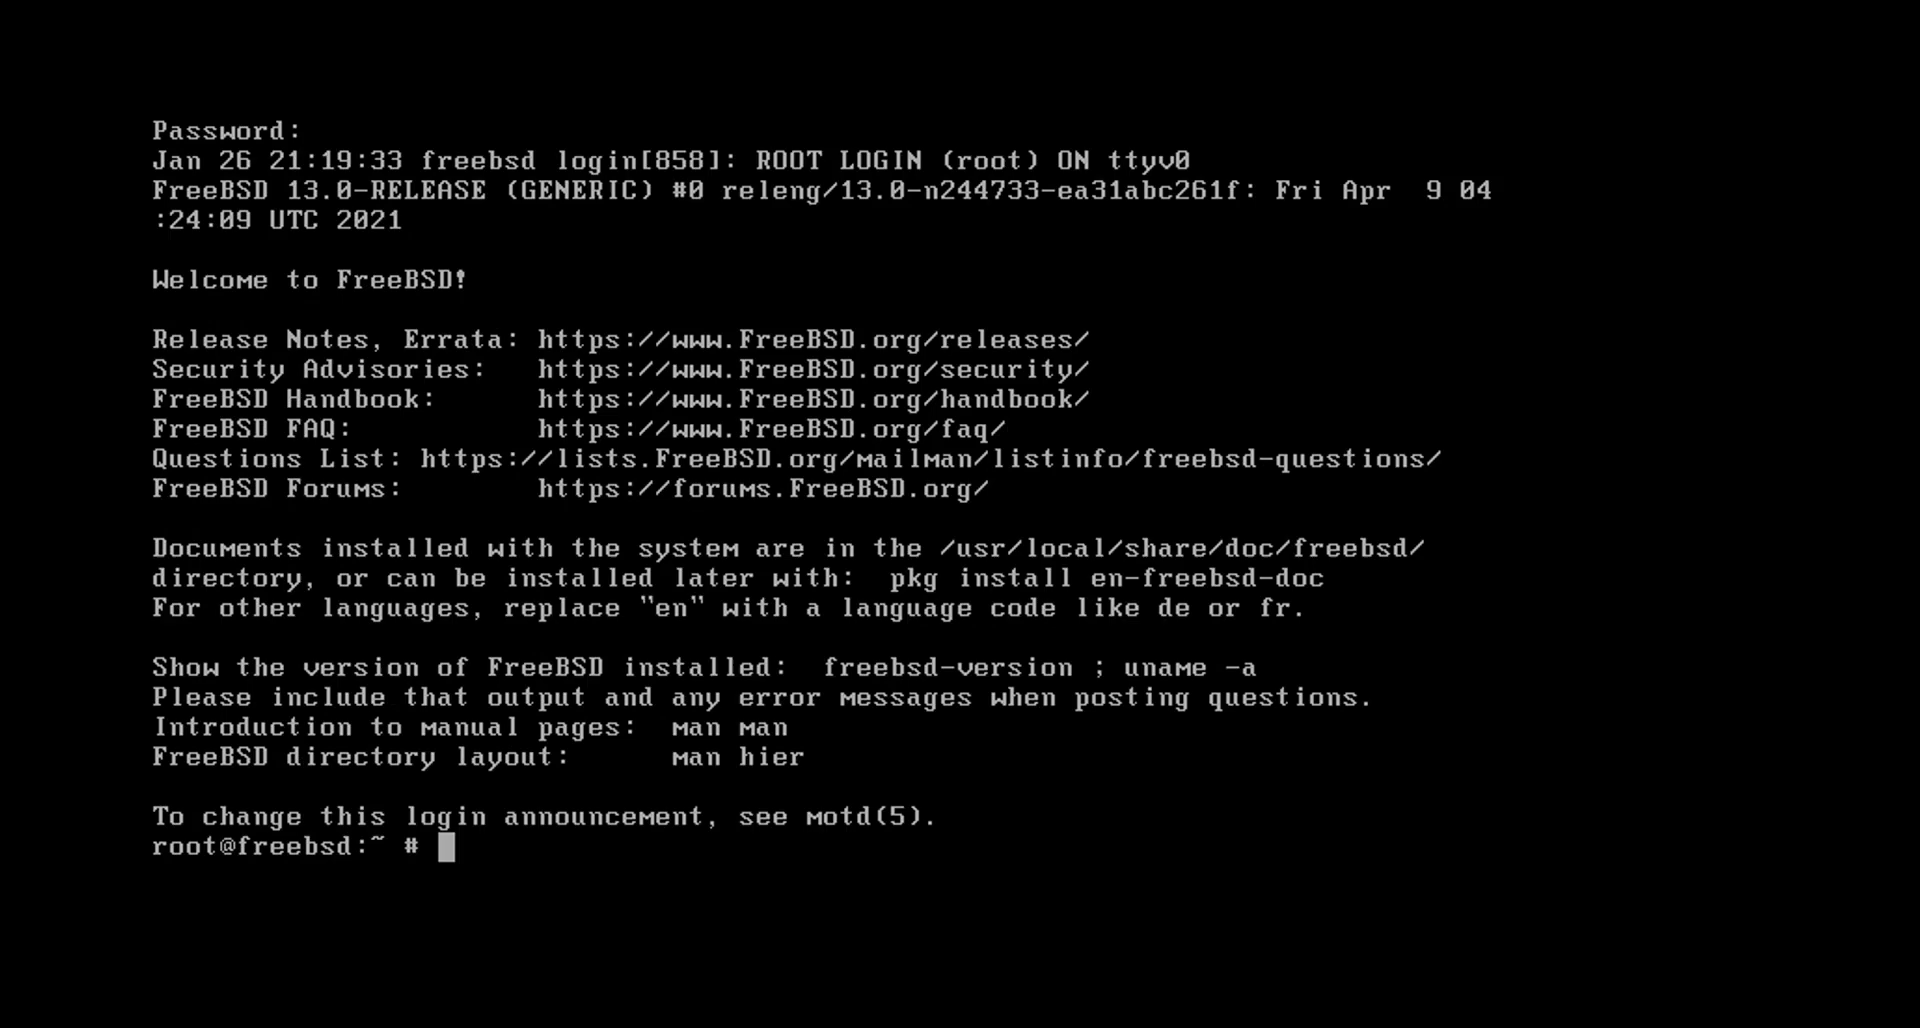 Password:
Jan 26 21:19:33 freebsd login[858]: ROOT LOGIN (root) ON ttyv0
FreeBSD 13.0-RELEASE (GENERIC) #0 releng/13.0-n244733-ea31abc261f: Fri Apr  9 04
:24:09 UTC 2021

Welcome to FreeBSD!

Release Notes, Errata: https://www.FreeBSD.org/releases/
Security Advisories:   https://www.FreeBSD.org/security/
FreeBSD Handbook:      https://www.FreeBSD.org/handbook/
FreeBSD FAQ:           https://www.FreeBSD.org/faq/
Questions List: https://lists.FreeBSD.org/mailman/listinfo/freebsd-questions/
FreeBSD Forums:        https://forums.FreeBSD.org/

Documents installed with the system are in the /usr/local/share/doc/freebsd/
directory, or can be installed later with:  pkg install en-freebsd-doc
For other languages, replace "en" with a language code like de or fr.

Show the version of FreeBSD installed:  freebsd-version ; uname -a
Please include that output and any error messages when posting questions.
Introduction to manual pages:  man man
FreeBSD directory layout:      man hier

To change this login announcement, see motd(5).
root@freebsd:~ #